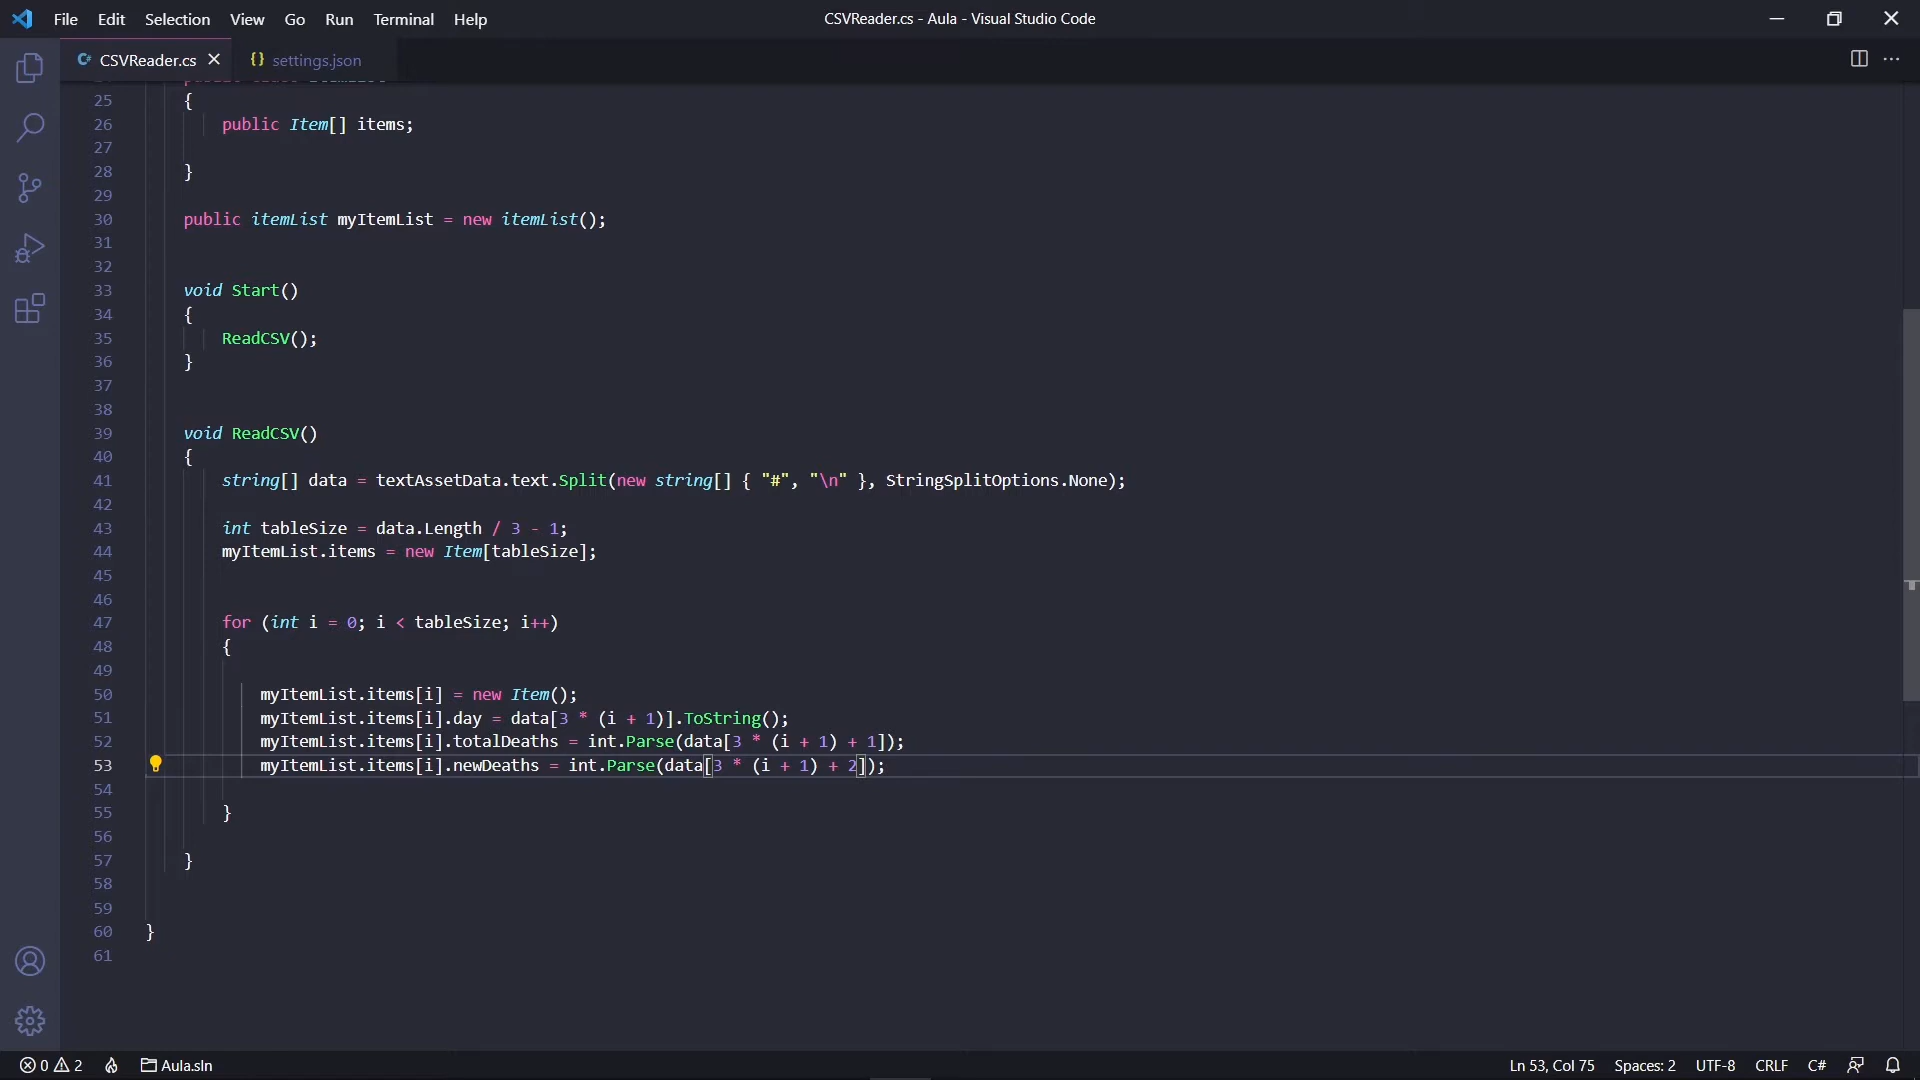 File Edit Selection View Go Run Terminal Help
CSVReader.cs - Aula - Visual Studio Code
CSVReader.cs
{} settings.json
25 {
26 public Item[] items;
27
28 }
29
30 public itemList myItemList = new itemList();
31
32
33 void Start()
34 {
35 ReadCSV();
36 }
37
38
39 void ReadCSV()
40 {
41 string[] data = textAssetData.text.Split(new string[] { "#", "\n" }, StringSplitOptions.None);
42
43 int tableSize = data.Length / 3 - 1;
44 myItemList.items = new Item[tableSize];
45
46
47 for (int i = 0; i < tableSize; i++)
48 {
49
50 myItemList.items[i] = new Item();
51 myItemList.items[i].day = data[3 * (i + 1)].ToString();
52 myItemList.items[i].totalDeaths = int.Parse(data[3 * (i + 1) + 1]);
53 myItemList.items[i].newDeaths = int.Parse(data[3 * (i + 1) + 2]);
54
55 }
56
57 }
58
59
60 }
61
0 2 Aula.sln
Ln 53, Col 75 Spaces: 2 UTF-8 CRLF C#